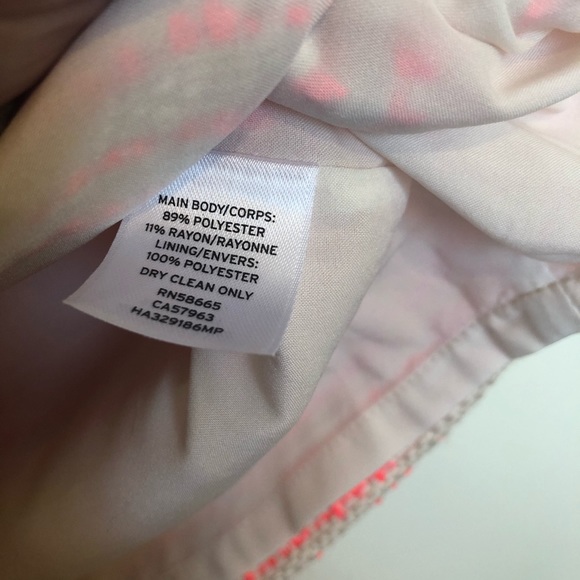 MAIN BODY/CORPS:
89% POLYESTER
11% RAYON/RAYONNE
LINING/ENVERS:
100% POLYESTER
DRY CLEAN ONLY
RN58665
CA57963
HA329186MP